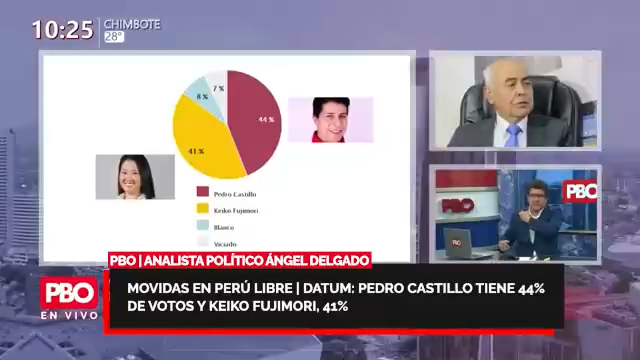 10:25
CHIMBOTE
28°
7 %
8 %
44 %
41 %
Pedro Castillo
Keiko Fujimori
Blanco
Viciado
PBO
PBO
PBO | ANALISTA POLÍTICO ÁNGEL DELGADO
PBO
EN VIVO
MOVIDAS EN PERÚ LIBRE | DATUM: PEDRO CASTILLO TIENE 44%
DE VOTOS Y KEIKO FUJIMORI, 41%